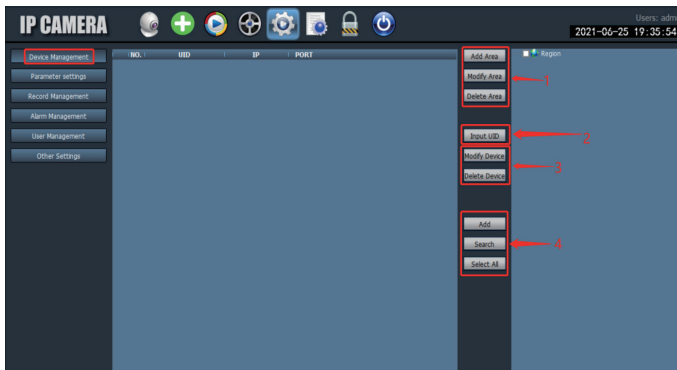 IP CAMERA
Users: adm
2021-06-25 19:35:54
Device Management
Parameter settings
Record Management
Alarm Management
User Management
Other Settings
NO. UID IP PORT
Add Area
Modify Area
Delete Area
1
Input UID
2
Modify Device
Delete Device
3
Add
Search
Select All
4
Region